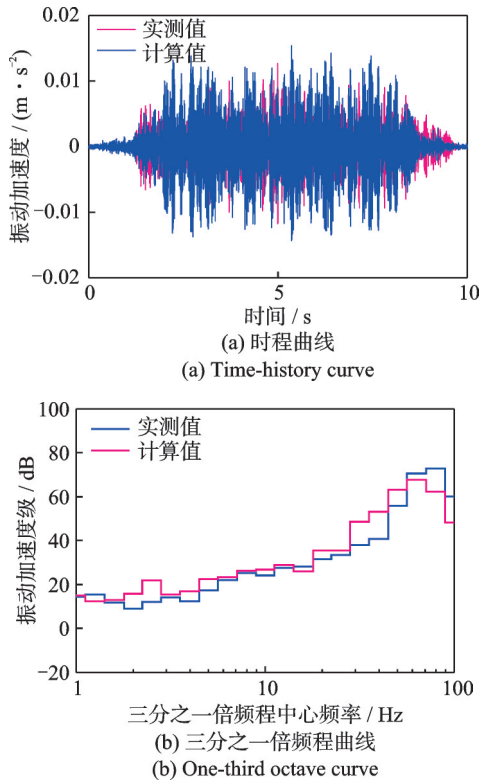 0.02
0.01
0
−0.01
−0.02
振动加速度 / (m·s⁻²)
实测值
计算值
0 5 10
时间 / s
(a) 时程曲线
(a) Time-history curve
100
80
60
40
20
0
−20
振动加速度级 / dB
实测值
计算值
1 10 100
三分之一倍频程中心频率 / Hz
(b) 三分之一倍频程曲线
(b) One-third octave curve